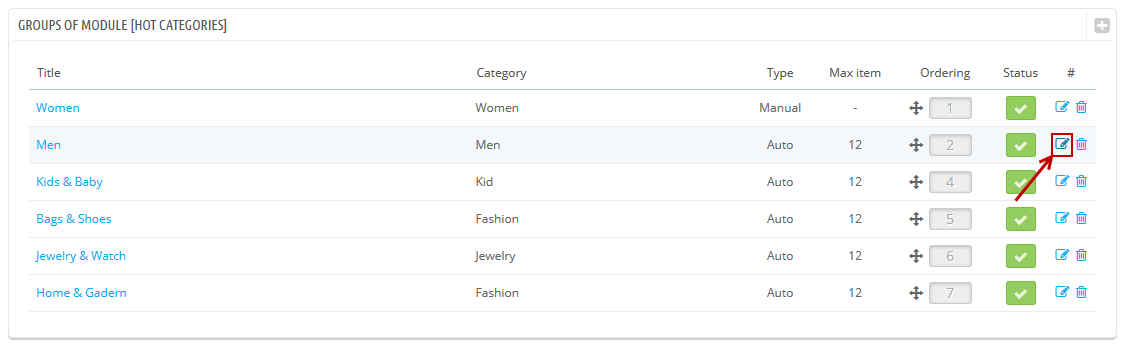 GROUPS OF MODULE [HOT CATEGORIES]
Title Category Type Max item Ordering Status #
Women Women Manual - 1
Men Men Auto 12 2
Kids & Baby Kid Auto 12 4
Bags & Shoes Fashion Auto 12 5
Jewelry & Watch Jewelry Auto 12 6
Home & Gadern Fashion Auto 12 7